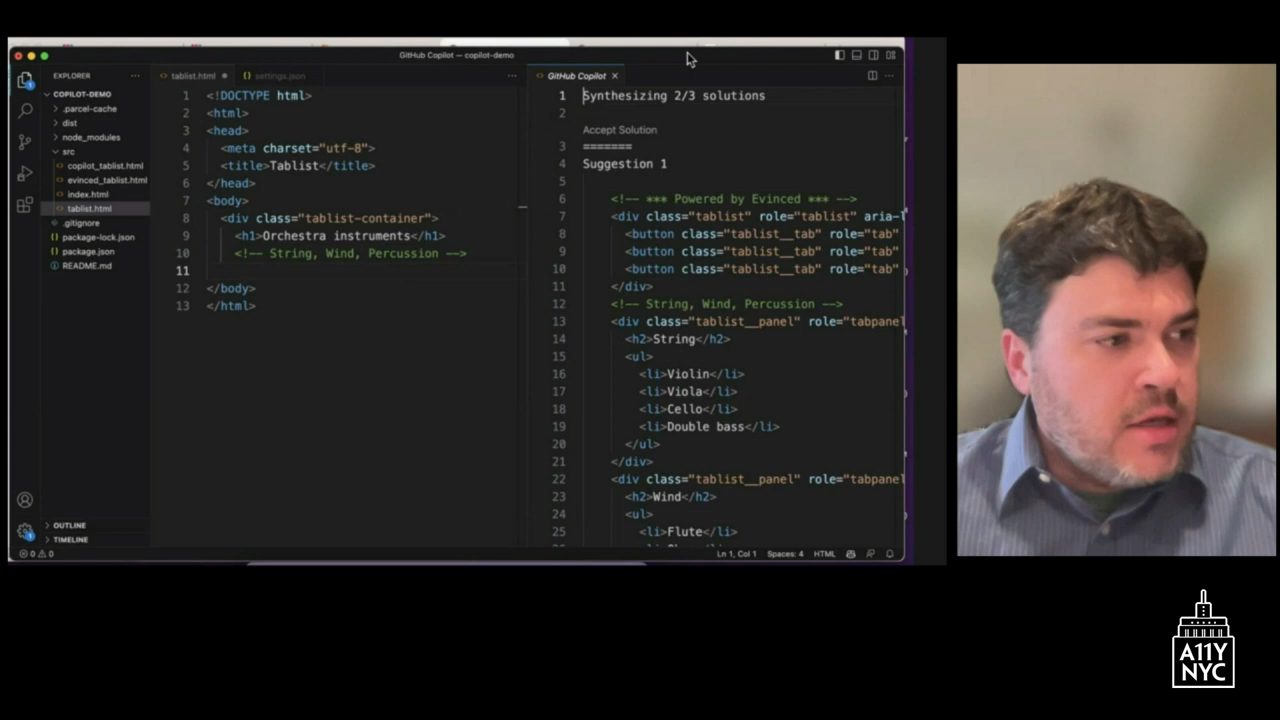 GitHub Copilot — copilot-demo
EXPLORER
COPILOT-DEMO
.parcel-cache
dist
node_modules
src
copilot_tablist.html
evinced_tablist.html
index.html
tablist.html
.gitignore
package-lock.json
package.json
README.md
OUTLINE
TIMELINE
tablist.html
settings.json
1 <!DOCTYPE html>
2 <html>
3 <head>
4 <meta charset="utf-8">
5 <title>Tablist</title>
6 </head>
7 <body>
8 <div class="tablist-container">
9 <h1>Orchestra instruments</h1>
10 <!-- String, Wind, Percussion -->
11
12 </body>
13 </html>
GitHub Copilot
1 Synthesizing 2/3 solutions
2
Accept Solution
3 =======
4 Suggestion 1
5
6 <!-- *** Powered by Evinced *** -->
7 <div class="tablist" role="tablist" aria-l
8 <button class="tablist__tab" role="tab"
9 <button class="tablist__tab" role="tab"
10 <button class="tablist__tab" role="tab"
11 </div>
12 <!-- String, Wind, Percussion -->
13 <div class="tablist__panel" role="tabpanel
14 <h2>String</h2>
15 <ul>
16 <li>Violin</li>
17 <li>Viola</li>
18 <li>Cello</li>
19 <li>Double bass</li>
20 </ul>
21 </div>
22 <div class="tablist__panel" role="tabpanel
23 <h2>Wind</h2>
24 <ul>
25 <li>Flute</li>
0 0
Ln 1, Col 1
Spaces: 4
HTML
A11Y
NYC